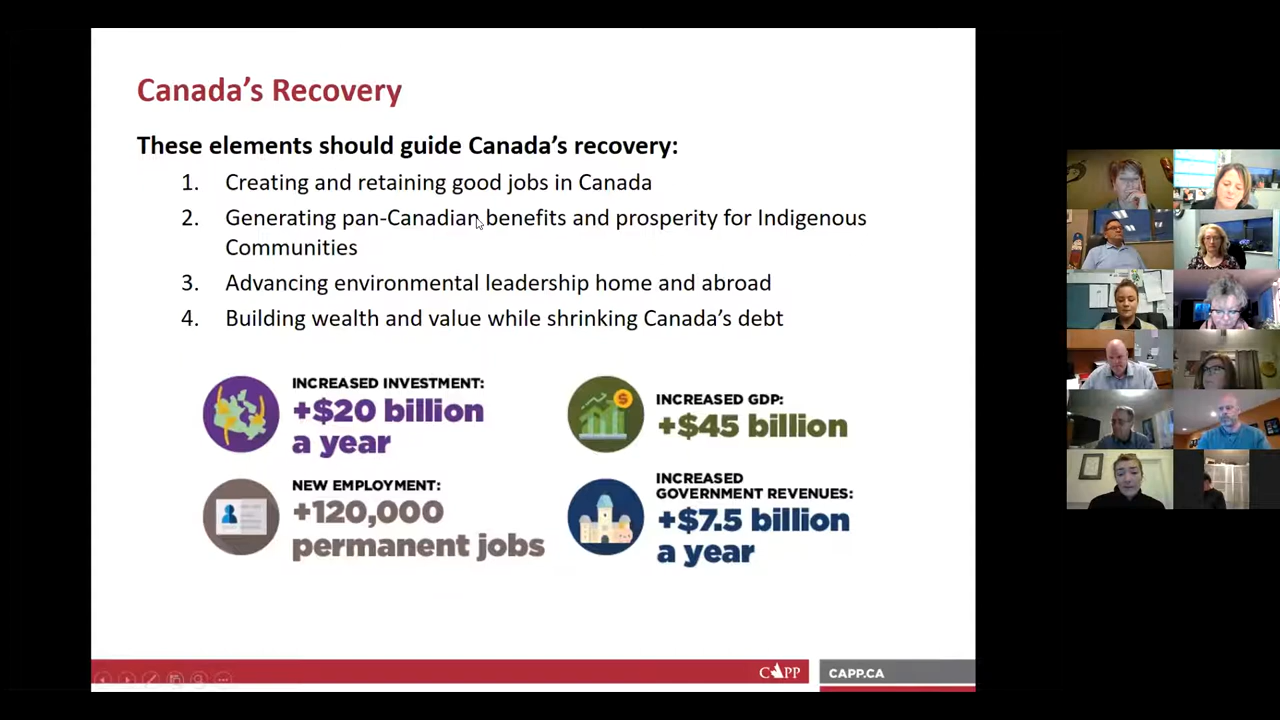 Canada's Recovery
These elements should guide Canada's recovery:
1. Creating and retaining good jobs in Canada
2. Generating pan-Canadian benefits and prosperity for Indigenous
Communities
3. Advancing environmental leadership home and abroad
4. Building wealth and value while shrinking Canada's debt
INCREASED INVESTMENT:
+$20 billion
a year
INCREASED GDP:
+$45 billion
NEW EMPLOYMENT:
+120,000
permanent jobs
INCREASED
GOVERNMENT REVENUES:
+$7.5 billion
a year
CAPP
CAPP.CA